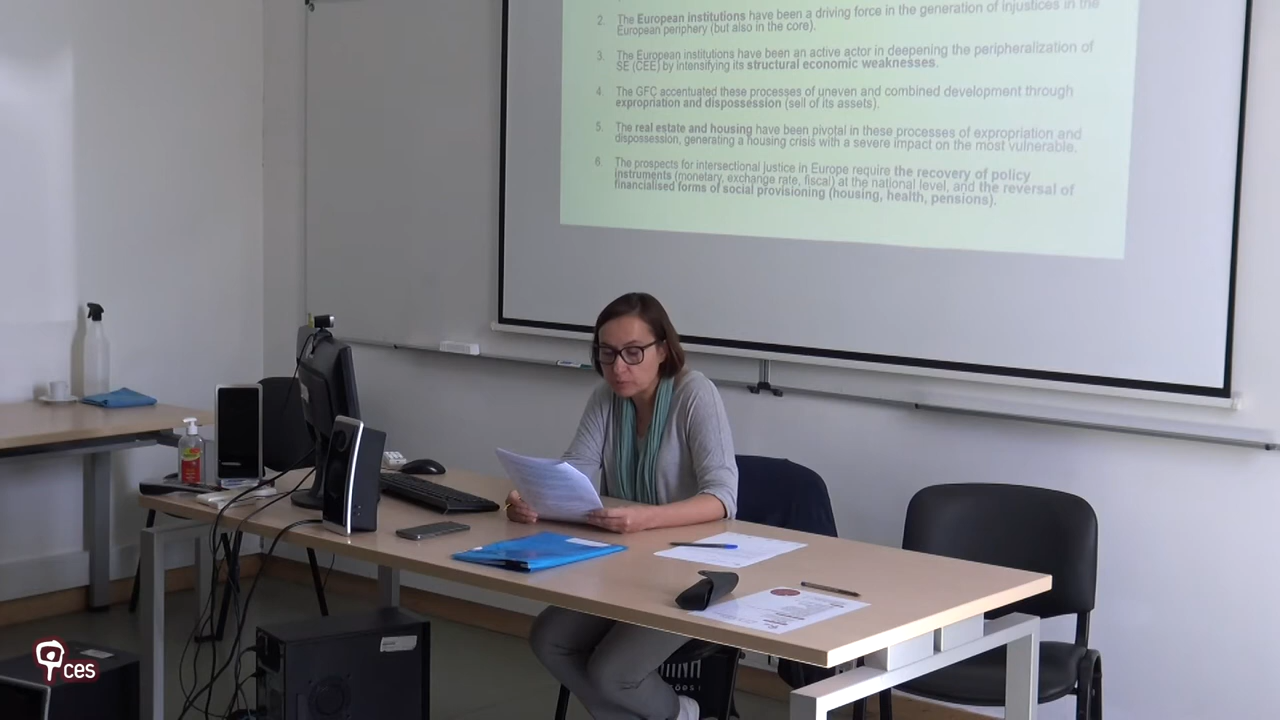 2. The European institutions have been a driving force in the generation of injustices in the
European periphery (but also in the core).
3. The European institutions have been an active actor in deepening the peripheralization of
SE (CEE) by intensifying its structural economic weaknesses.
4. The GFC accentuated these processes of uneven and combined development through
expropriation and dispossession (sell of its assets).
5. The real estate and housing have been pivotal in these processes of expropriation and
dispossession, generating a housing crisis with a severe impact on the most vulnerable.
6. The prospects for intersectional justice in Europe require the recovery of policy
instruments (monetary, exchange rate, fiscal) at the national level, and the reversal of
financialised forms of social provisioning (housing, health, pensions).
ces